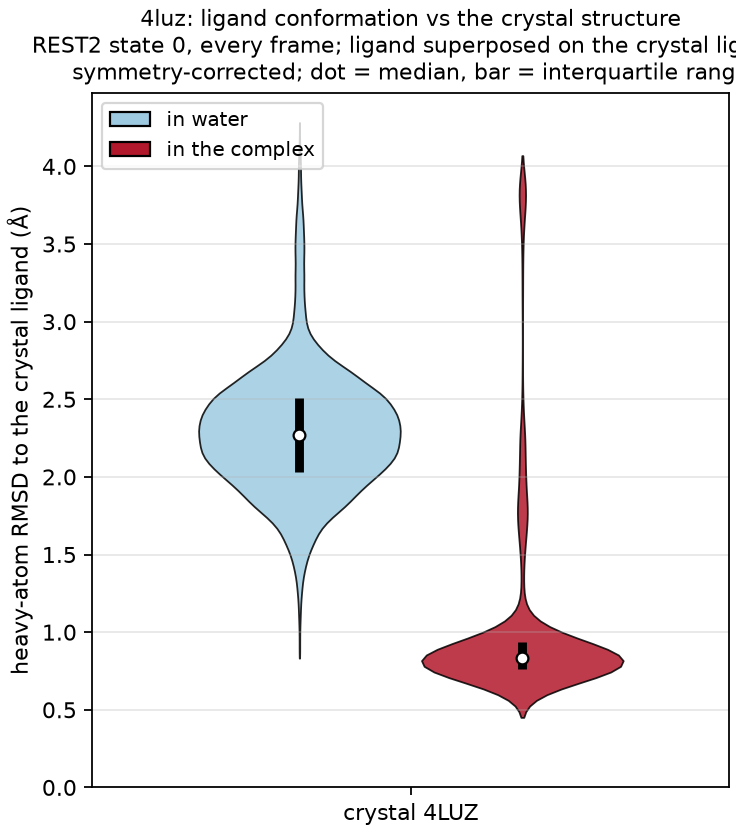 4luz: ligand conformation vs the crystal structure
REST2 state 0, every frame; ligand superposed on the crystal lig
symmetry-corrected; dot = median, bar = interquartile rang
in water
in the complex
heavy-atom RMSD to the crystal ligand (Å)
4.0
3.5
3.0
2.5
2.0
1.5
1.0
0.5
0.0
crystal 4LUZ